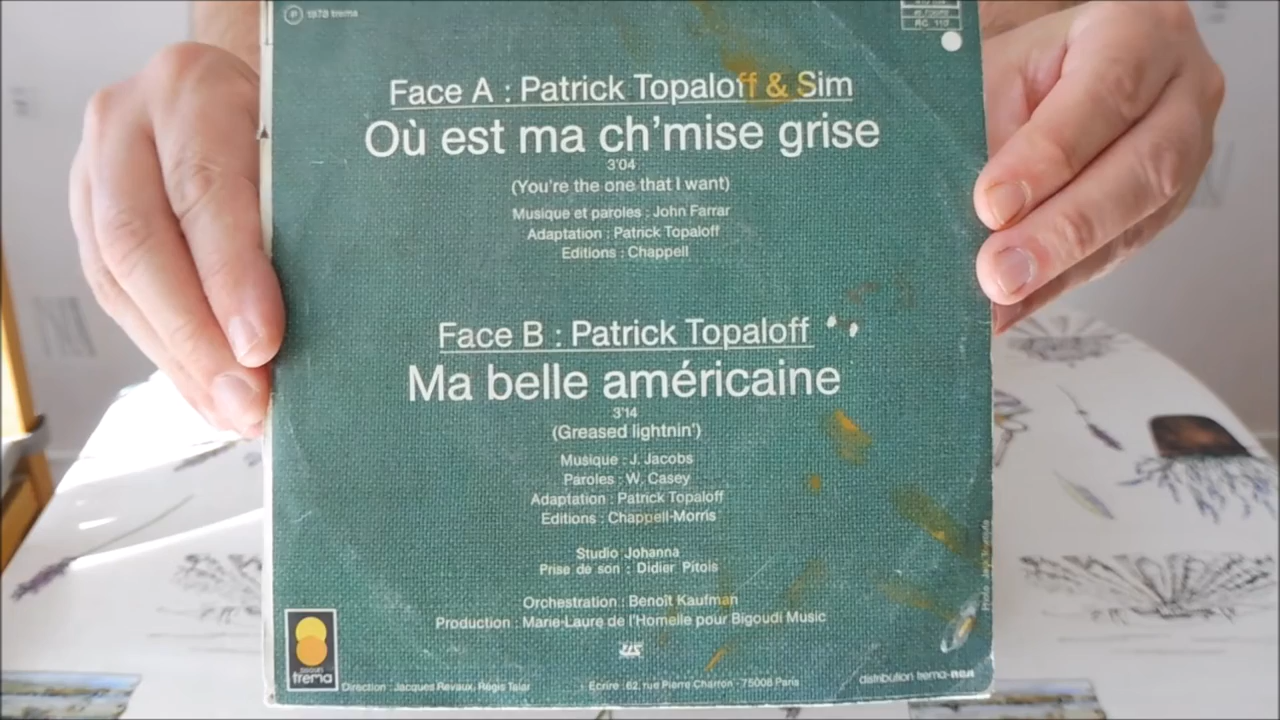 ℗ 1978 trema
RC 110
Face A : Patrick Topaloff & Sim
Où est ma ch'mise grise
3'04
(You're the one that I want)
Musique et paroles : John Farrar
Adaptation : Patrick Topaloff
Editions : Chappell
Face B : Patrick Topaloff
Ma belle américaine
3'14
(Greased lightnin')
Musique : J. Jacobs
Paroles : W. Casey
Adaptation : Patrick Topaloff
Editions : Chappell-Morris
Studio Johanna
Prise de son : Didier Pitois
Orchestration : Benoît Kaufman
Production : Marie-Laure de l'Homelle pour Bigoudi Music
disques
trema
Direction : Jacques Revaux, Régis Talar
Ecrire : 62, rue Pierre Charron - 75008 Paris
distribution trema-RCA